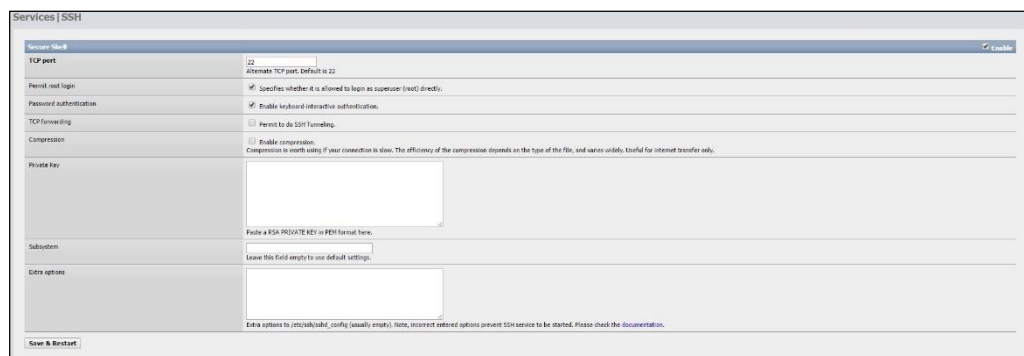 Services|SSH
Secure Shell
Enable
TCP port
22
Alternate TCP port. Default is 22
Permit root login
Specifies whether it is allowed to login as superuser (root) directly.
Password authentication
Enable keyboard-interactive authentication.
TCP forwarding
Permit to do SSH Tunneling.
Compression
Enable compression.
Compression is worth using if your connection is slow. The efficiency of the compression depends on the type of the file, and varies widely. Useful for internet transfer only.
Private Key
Paste a RSA PRIVATE KEY in PEM format here.
Subsystem
Leave this field empty to use default settings.
Extra options
Extra options to /etc/ssh/sshd_config (usually empty). Note, incorrect entered options prevent SSH service to be started. Please check the documentation.
Save & Restart